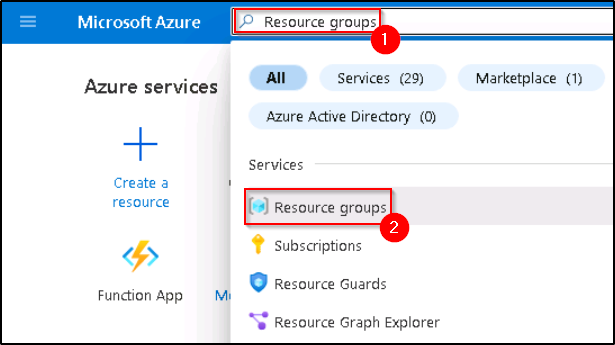 Microsoft Azure
Resource groups
1
All
Services (29)
Marketplace (1)
Azure Active Directory (0)
Azure services
Create a
resource
Function App
Services
Resource groups
2
Subscriptions
Resource Guards
Resource Graph Explorer